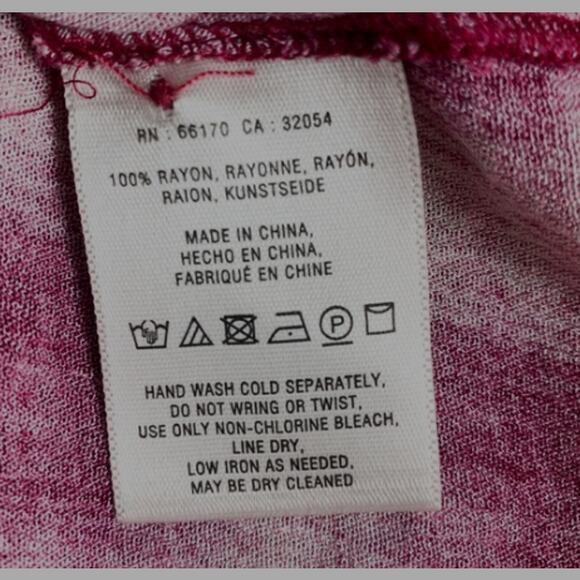 RN : 66170 CA : 32054
100% RAYON, RAYONNE, RAYÓN,
RAION, KUNSTSEIDE
MADE IN CHINA,
HECHO EN CHINA,
FABRIQUÉ EN CHINE
P
HAND WASH COLD SEPARATELY,
DO NOT WRING OR TWIST,
USE ONLY NON-CHLORINE BLEACH,
LINE DRY,
LOW IRON AS NEEDED,
MAY BE DRY CLEANED